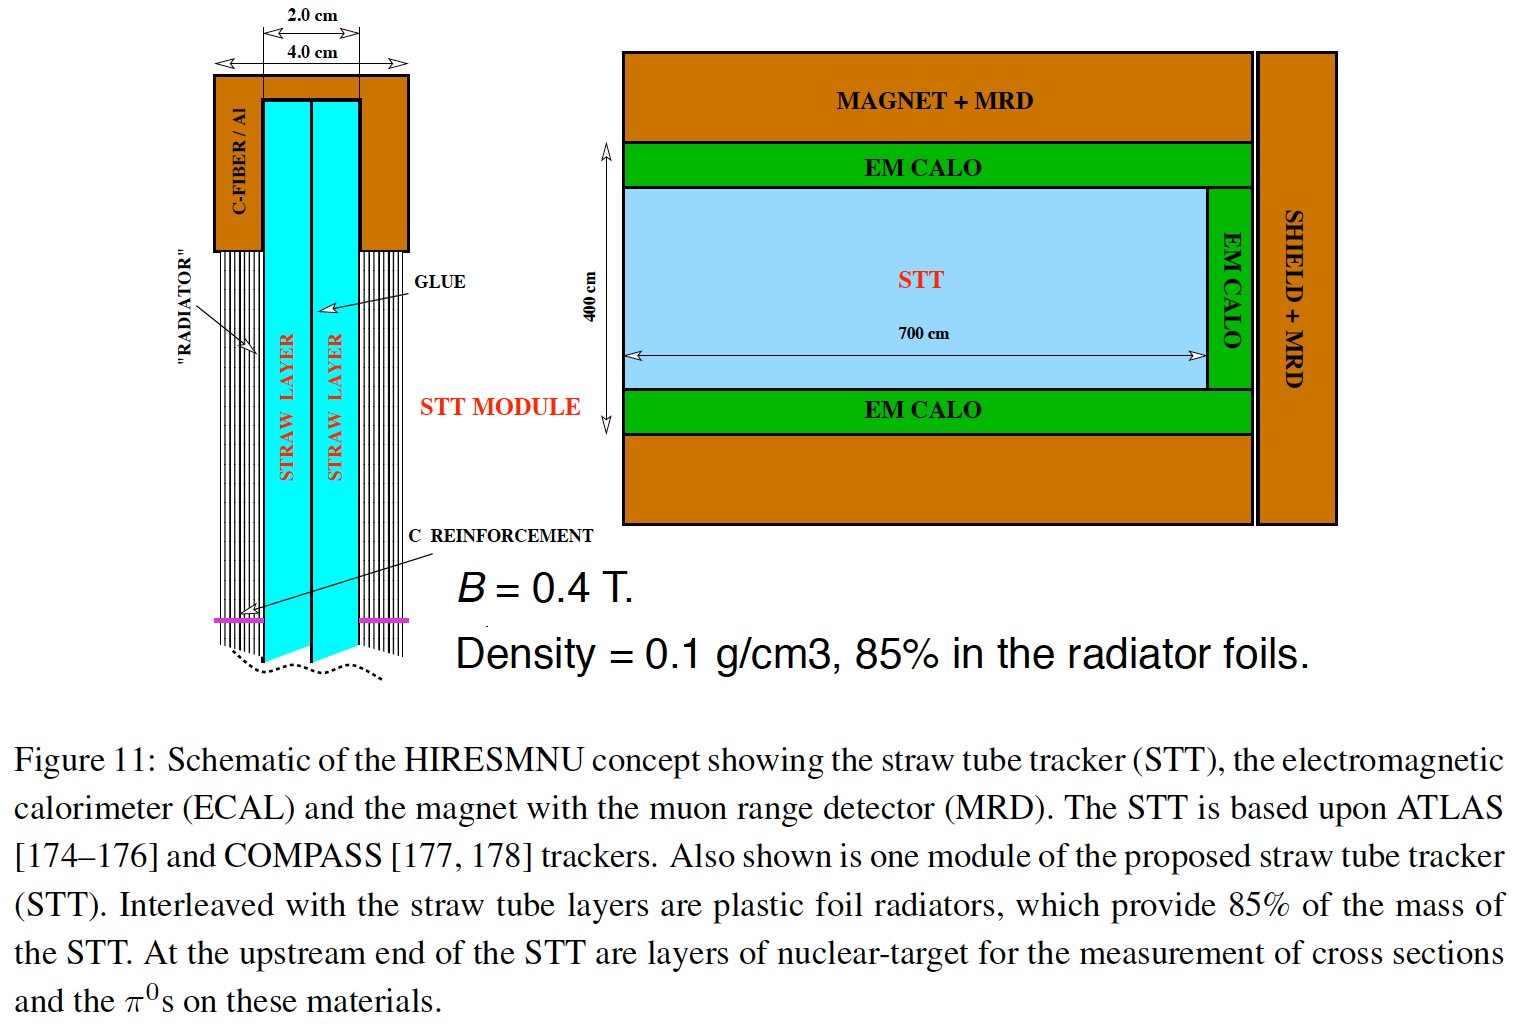 2.0 cm
4.0 cm
C-FIBER / Al
"RADIATOR"
GLUE
STRAW LAYER
STRAW LAYER
STT MODULE
C REINFORCEMENT
MAGNET + MRD
EM CALO
400 cm
STT
700 cm
EM CALO
EM CALO
SHIELD + MRD
B = 0.4 T.
Density = 0.1 g/cm3, 85% in the radiator foils.
Figure 11: Schematic of the HIRESMNU concept showing the straw tube tracker (STT), the electromagnetic
calorimeter (ECAL) and the magnet with the muon range detector (MRD). The STT is based upon ATLAS
[174–176] and COMPASS [177, 178] trackers. Also shown is one module of the proposed straw tube tracker
(STT). Interleaved with the straw tube layers are plastic foil radiators, which provide 85% of the mass of
the STT. At the upstream end of the STT are layers of nuclear-target for the measurement of cross sections
and the π⁰s on these materials.